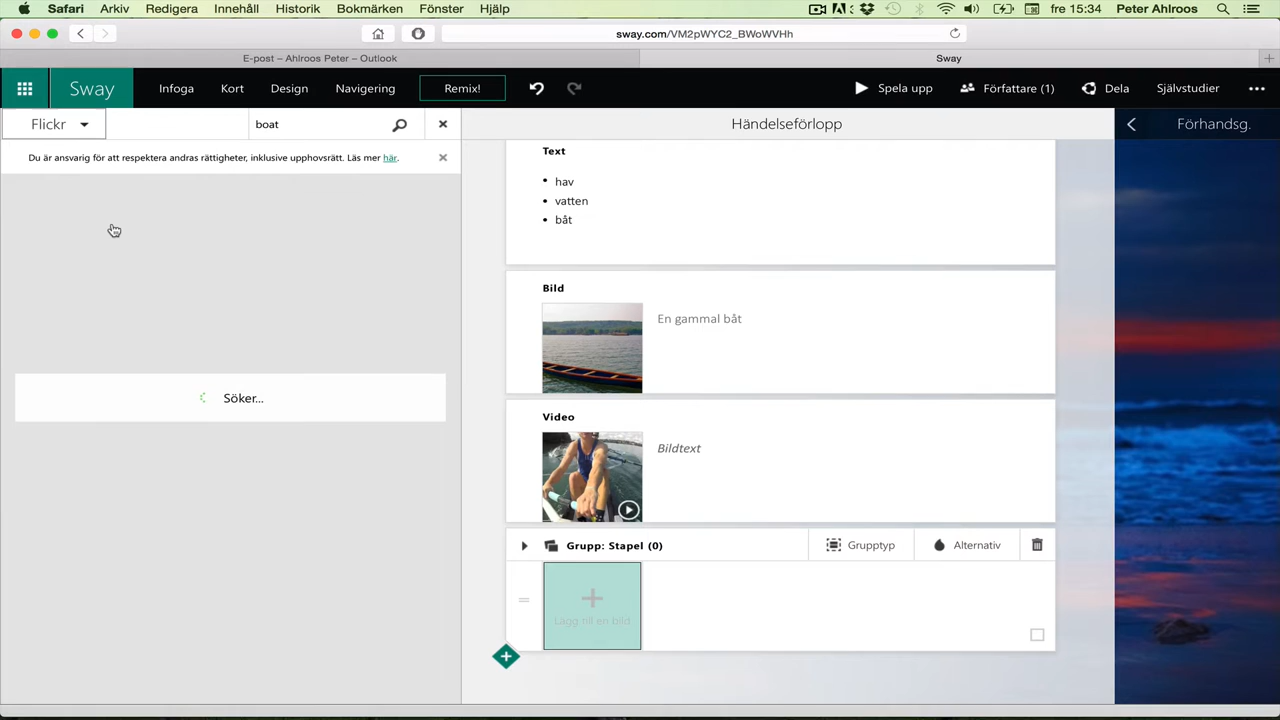 Safari Arkiv Redigera Innehåll Historik Bokmärken Fönster Hjälp fre 15:34 Peter Ahlroos
sway.com/VM2pWYC2_BWoWVHh
E-post – Ahlroos Peter – Outlook Sway
Sway Infoga Kort Design Navigering Remix! Spela upp Författare (1) Dela Självstudier
Flickr boat Händelseförlopp Förhandsg.
Du är ansvarig för att respektera andras rättigheter, inklusive upphovsrätt. Läs mer här.
Text
• hav
• vatten
• båt
Bild
En gammal båt
Söker...
Video
Bildtext
Grupp: Stapel (0) Grupptyp Alternativ
Lägg till en bild